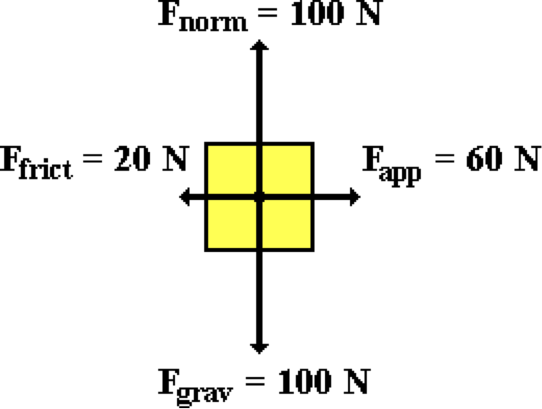 Fnorm = 100 N
Ffrict = 20 N
Fapp = 60 N
Fgrav = 100 N